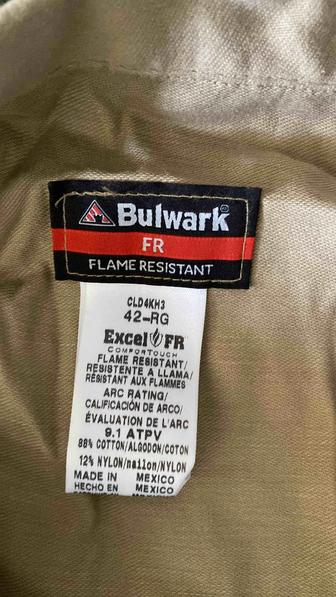 Bulwark
FR
FLAME RESISTANT
CLD4KH3
42-RG
Excel FR
COMFORTOUCH
FLAME RESISTANT/
RESISTENTE A LLAMA/
RÉSISTANT AUX FLAMMES
ARC RATING/
CALIFICACIÓN DE ARCO/
ÉVALUATION DE L'ARC
9.1 ATPV
88% COTTON/ALGODON/COTON
12% NYLON/nailon/NYLON
MADE IN MEXICO
HECHO EN MEXICO